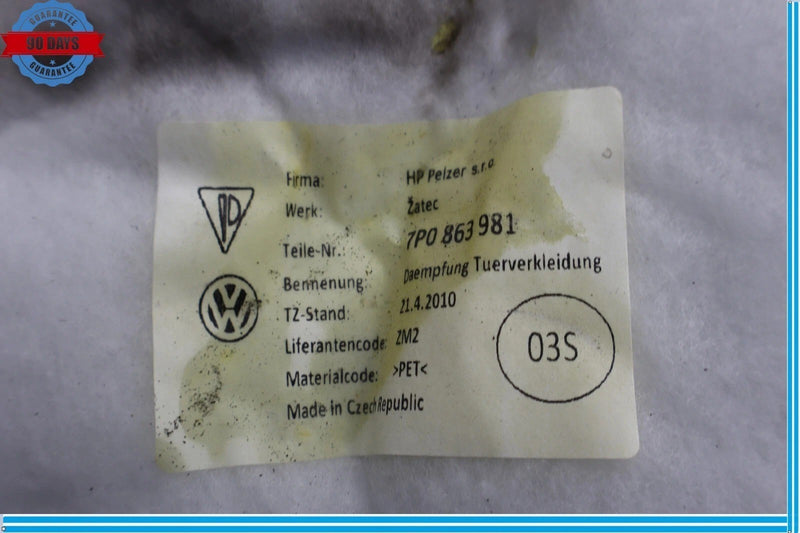 GUARANTEE
90 DAYS
GUARANTEE
Firma: HP Pelzer s.r.o
Werk: Žatec
Teile-Nr.: 7P0 863 981
Bennenung: Daempfung Tuerverkleidung
TZ-Stand: 21.4.2010
Liferantencode: ZM2
Materialcode: >PET<
Made in Czech Republic
03S